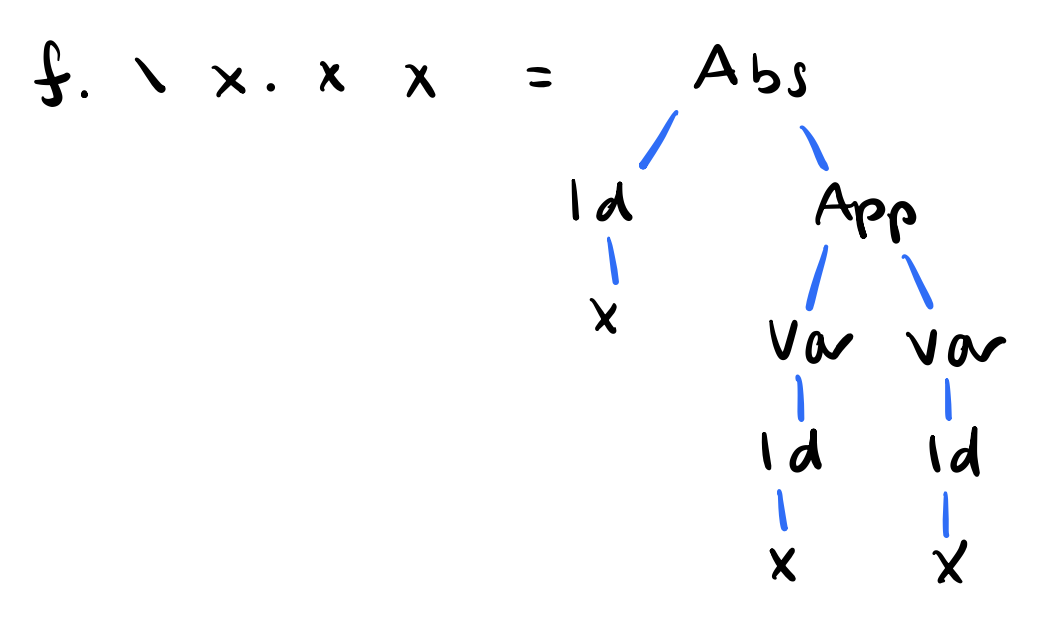 f. \ x. x x = Abs
Id App
x Var Var
Id Id
x x